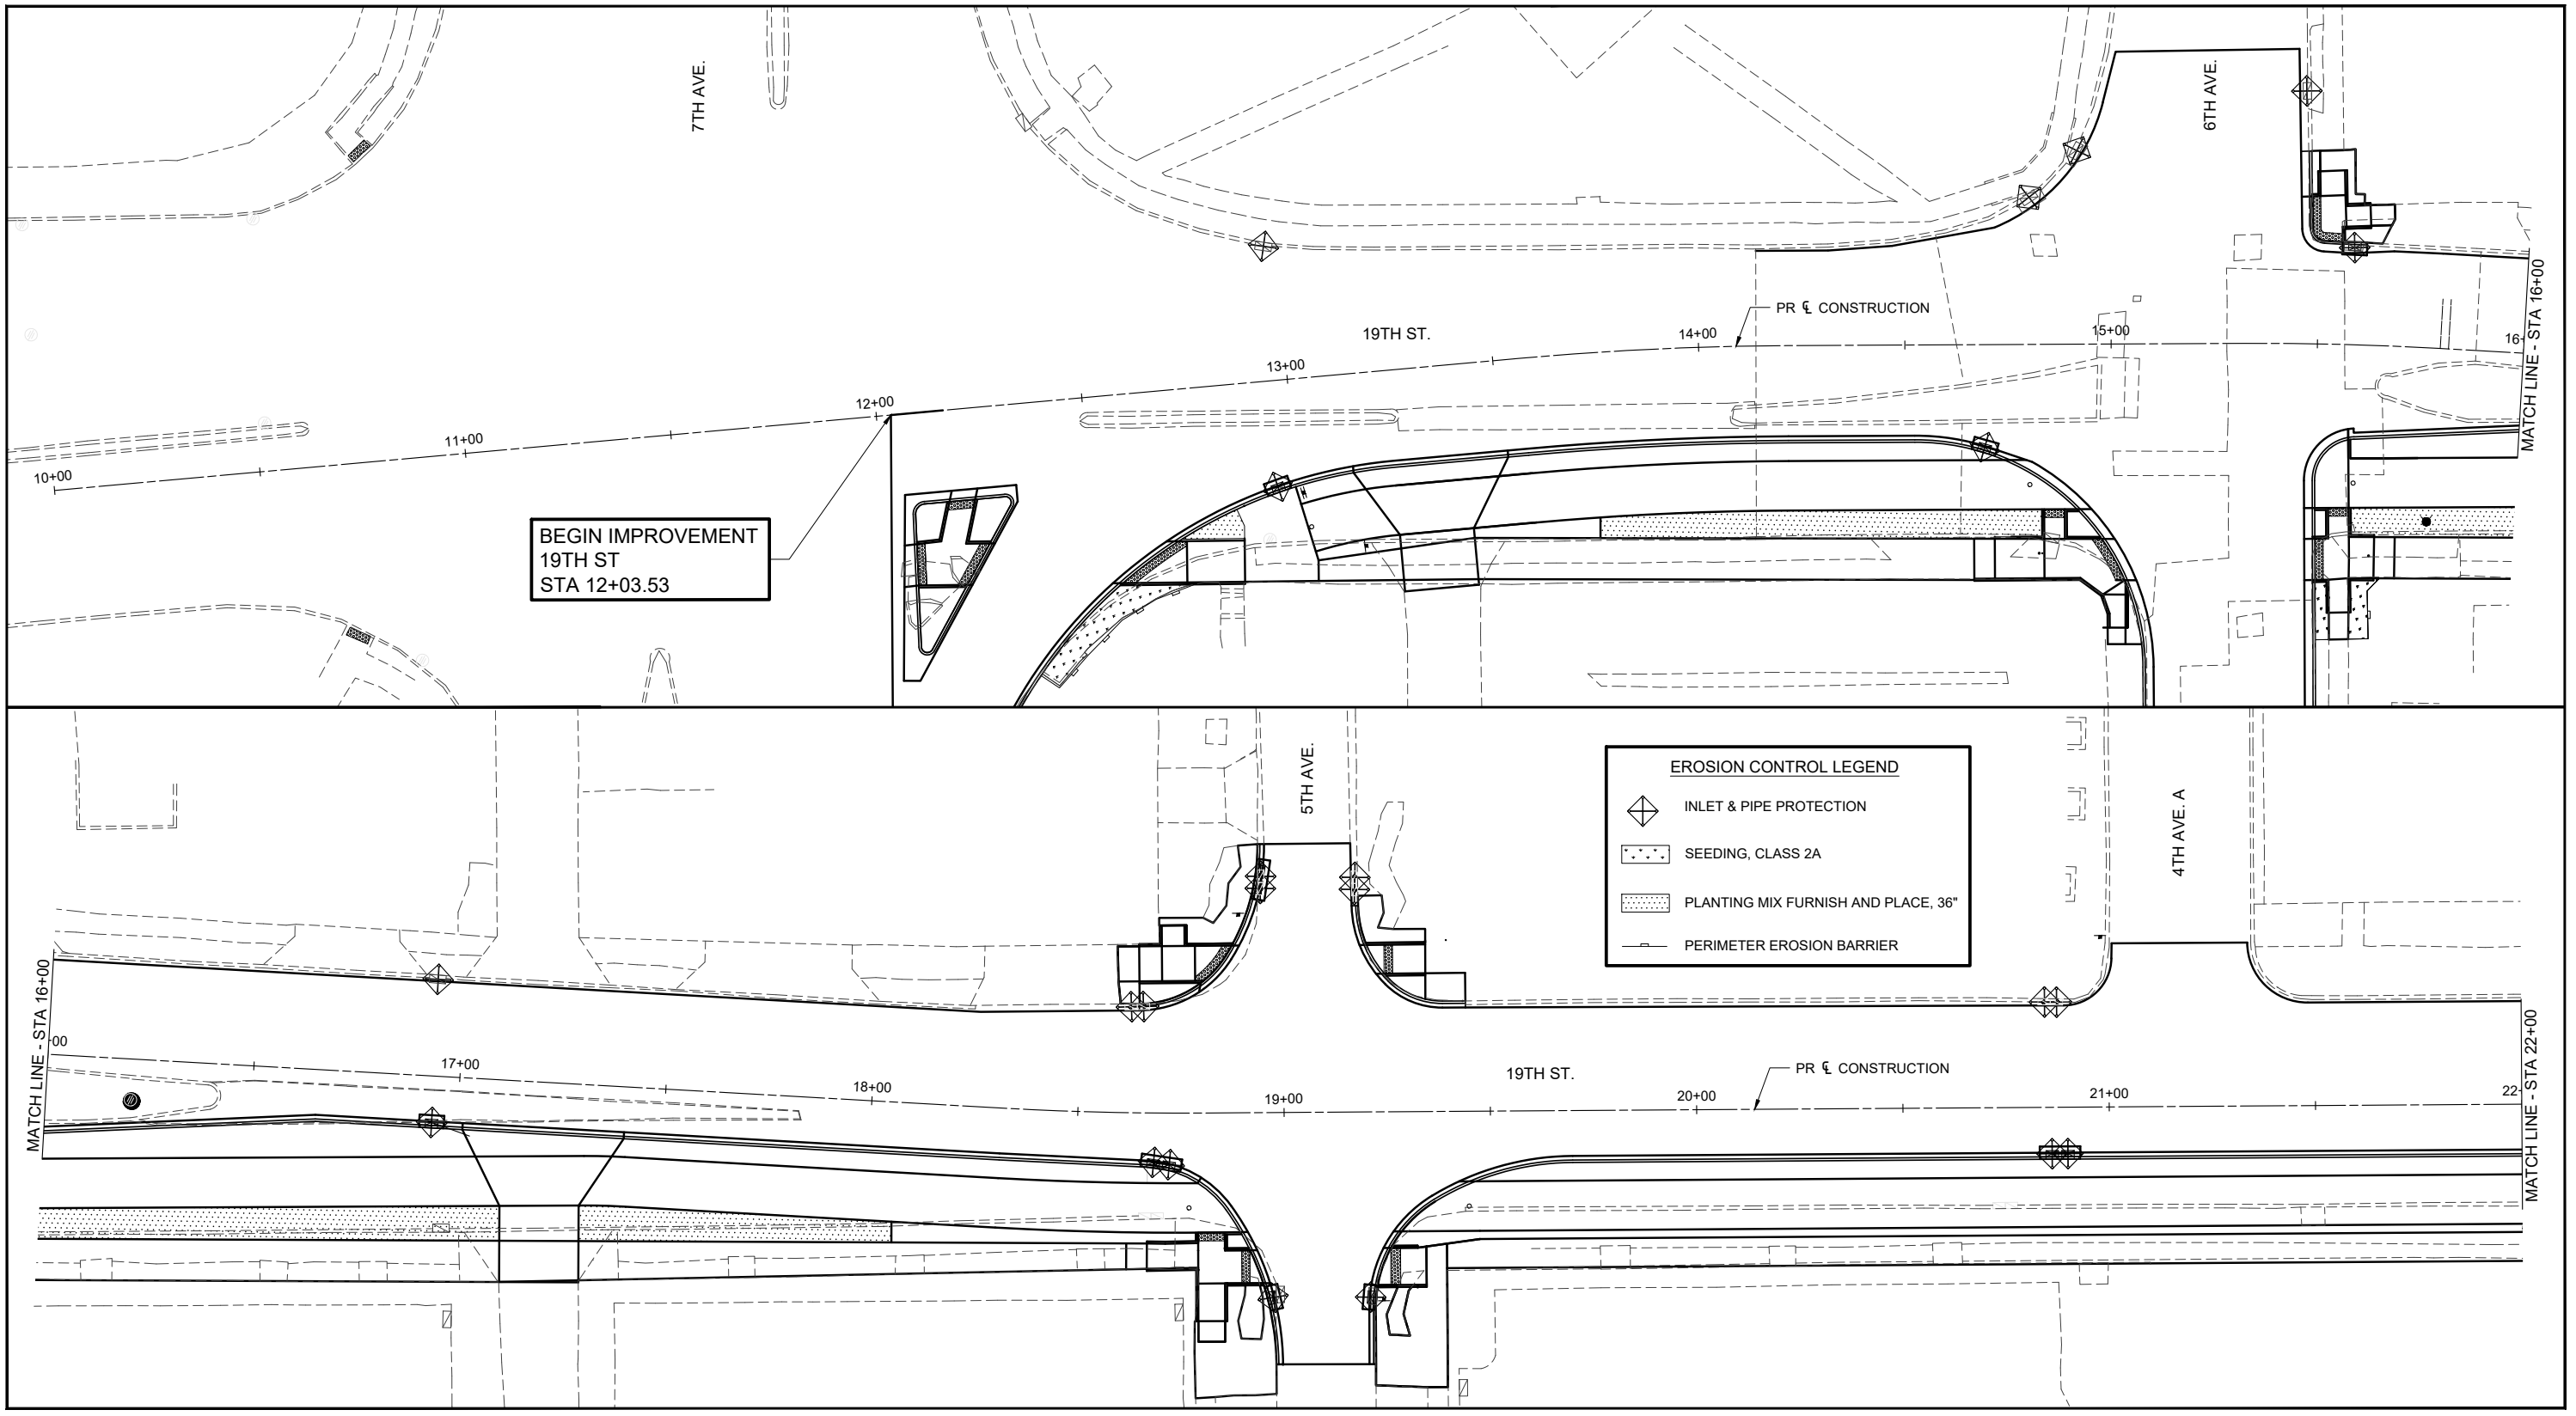 7TH AVE.
6TH AVE.
PR ℄ CONSTRUCTION
19TH ST.
10+00
11+00
12+00
13+00
14+00
15+00
16+
MATCH LINE - STA 16+00
BEGIN IMPROVEMENT
19TH ST
STA 12+03.53
5TH AVE.
4TH AVE. A
EROSION CONTROL LEGEND
INLET & PIPE PROTECTION
SEEDING, CLASS 2A
PLANTING MIX FURNISH AND PLACE, 36"
PERIMETER EROSION BARRIER
MATCH LINE - STA 16+00
+00
17+00
18+00
19+00
20+00
21+00
22+
19TH ST.
PR ℄ CONSTRUCTION
MATCH LINE - STA 22+00